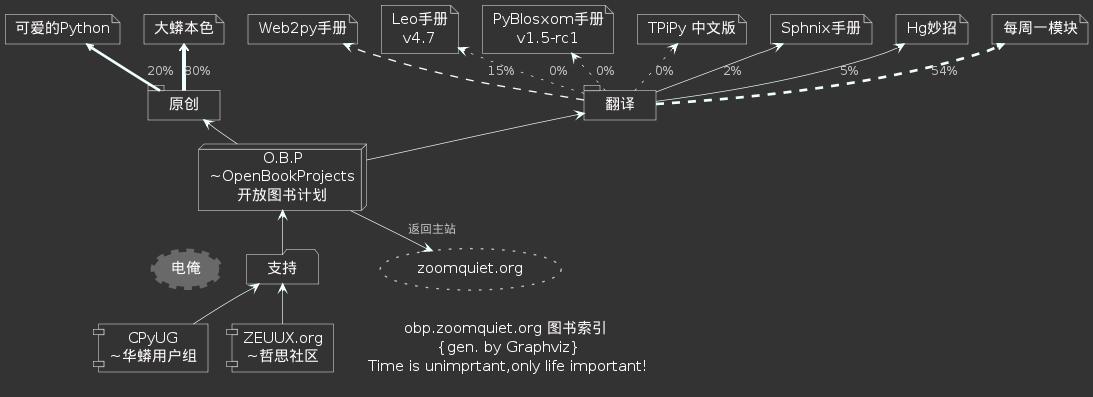 可爱的Python
大蟒本色
Web2py手册
Leo手册
v4.7
PyBlosxom手册
v1.5-rc1
TPiPy 中文版
Sphnix手册
Hg妙招
每周一模块
20%
80%
15%
0%
0%
0%
2%
5%
54%
原创
翻译
O.B.P
~OpenBookProjects
开放图书计划
返回主站
电俺
支持
zoomquiet.org
CPyUG
~华蟒用户组
ZEUUX.org
~哲思社区
obp.zoomquiet.org 图书索引
{gen. by Graphviz}
Time is unimprtant,only life important!